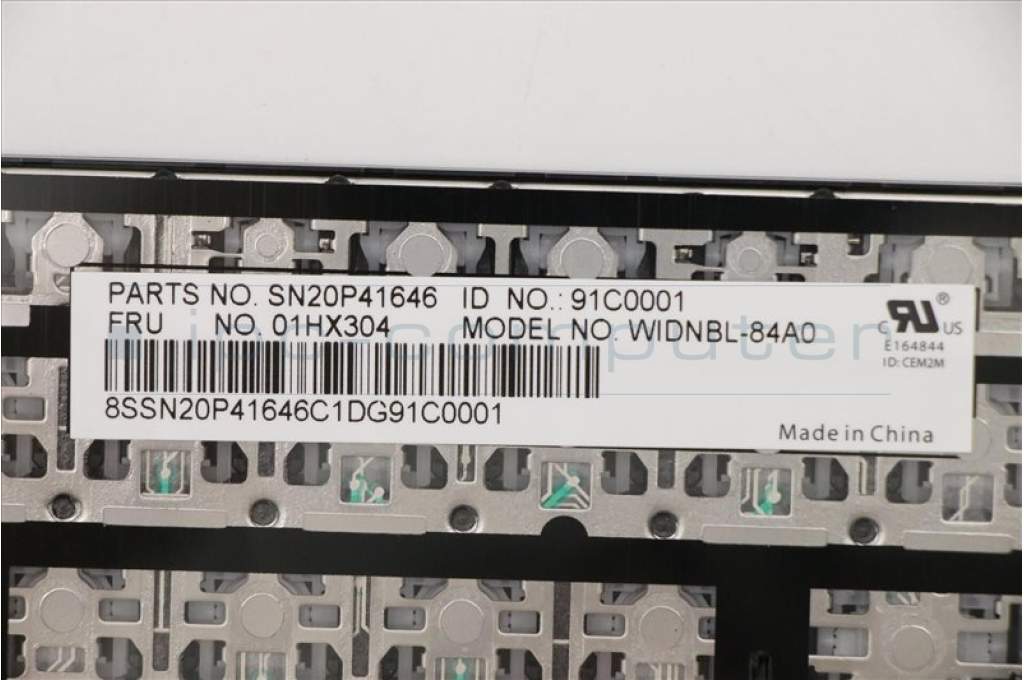 PARTS NO. SN20P41646 ID NO.: 91C0001
FRU NO. 01HX304 MODEL NO. WIDNBL-84A0
8SSN20P41646C1DG91C0001
c RU ® US
E164844
ID: CEM2M
Made in China